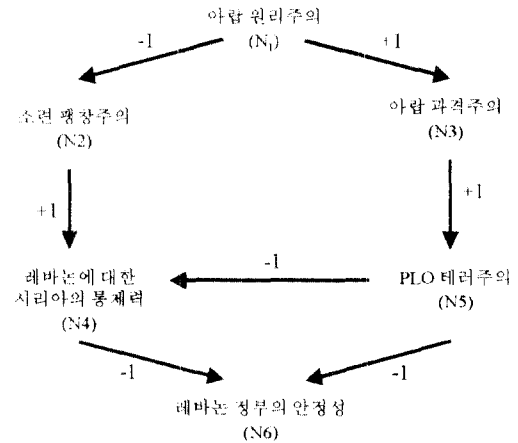 아랍 원리주의
(N1)
-1
+1
소련 팽창주의
(N2)
아랍 과격주의
(N3)
+1
+1
레바논에 대한
시리아의 통제력
(N4)
-1
PLO 테러주의
(N5)
-1
-1
레바논 정부의 안정성
(N6)